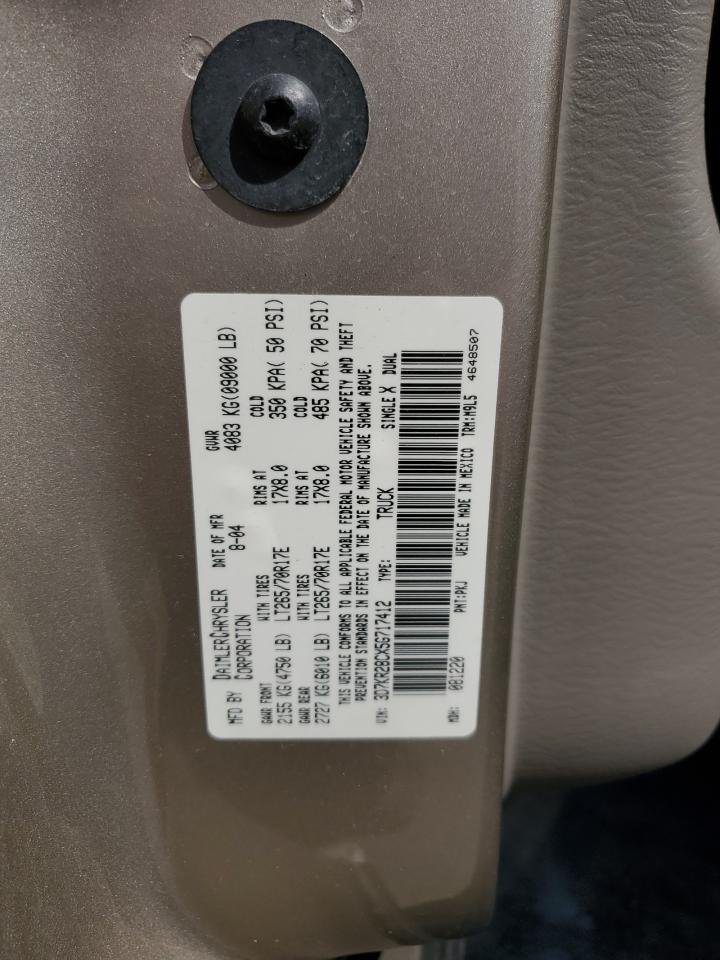 MFD BY DAIMLERCHRYSLER CORPORATION DATE OF MFR 8-04 GVWR 4083 KG(09000 LB)
GAWR FRONT WITH TIRES RIMS AT COLD
2155 KG(4750 LB) LT265/70R17E 17X8.0 350 KPA( 50 PSI)
GAWR REAR WITH TIRES RIMS AT COLD
2727 KG(6010 LB) LT265/70R17E 17X8.0 485 KPA( 70 PSI)
THIS VEHICLE CONFORMS TO ALL APPLICABLE FEDERAL MOTOR VEHICLE SAFETY AND THEFT
PREVENTION STANDARDS IN EFFECT ON THE DATE OF MANUFACTURE SHOWN ABOVE.
VIN: 3D7KR28CX5G717412 TYPE: TRUCK SINGLE X DUAL
MDH: 081220 PNT:PKJ VEHICLE MADE IN MEXICO TRM:M9L5 4648507